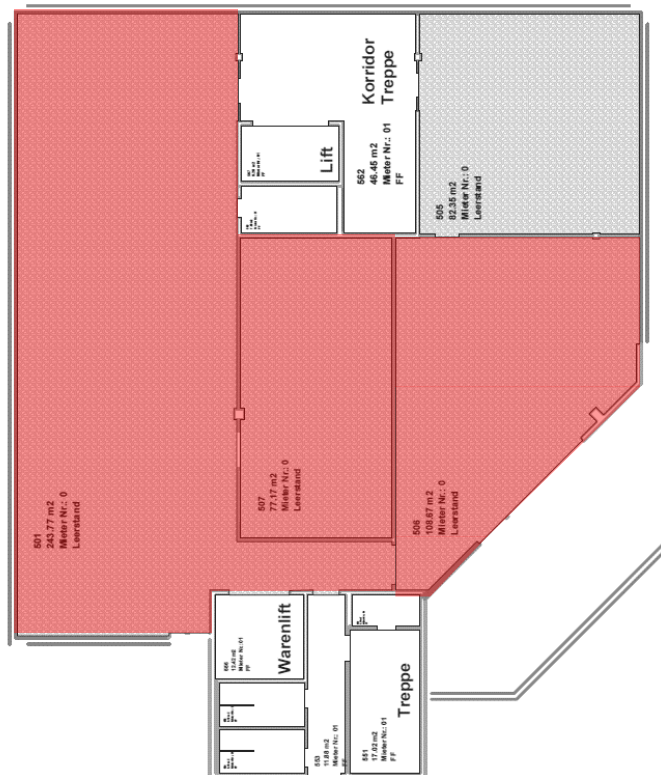 Korridor
Treppe
562
46.45 m2
Mieter Nr.: 01
FF
Lift
505
82.35 m2
Mieter Nr.: 0
Leerstand
501
243.77 m2
Mieter Nr.: 0
Leerstand
507
77.17 m2
Mieter Nr.: 0
Leerstand
506
108.67 m2
Mieter Nr.: 0
Leerstand
Warenlift
Mieter Nr.:01
FF
553
11.88 m2
Mieter Nr.: 01
FF
551
17.02 m2
Mieter Nr.: 01
FF
Treppe